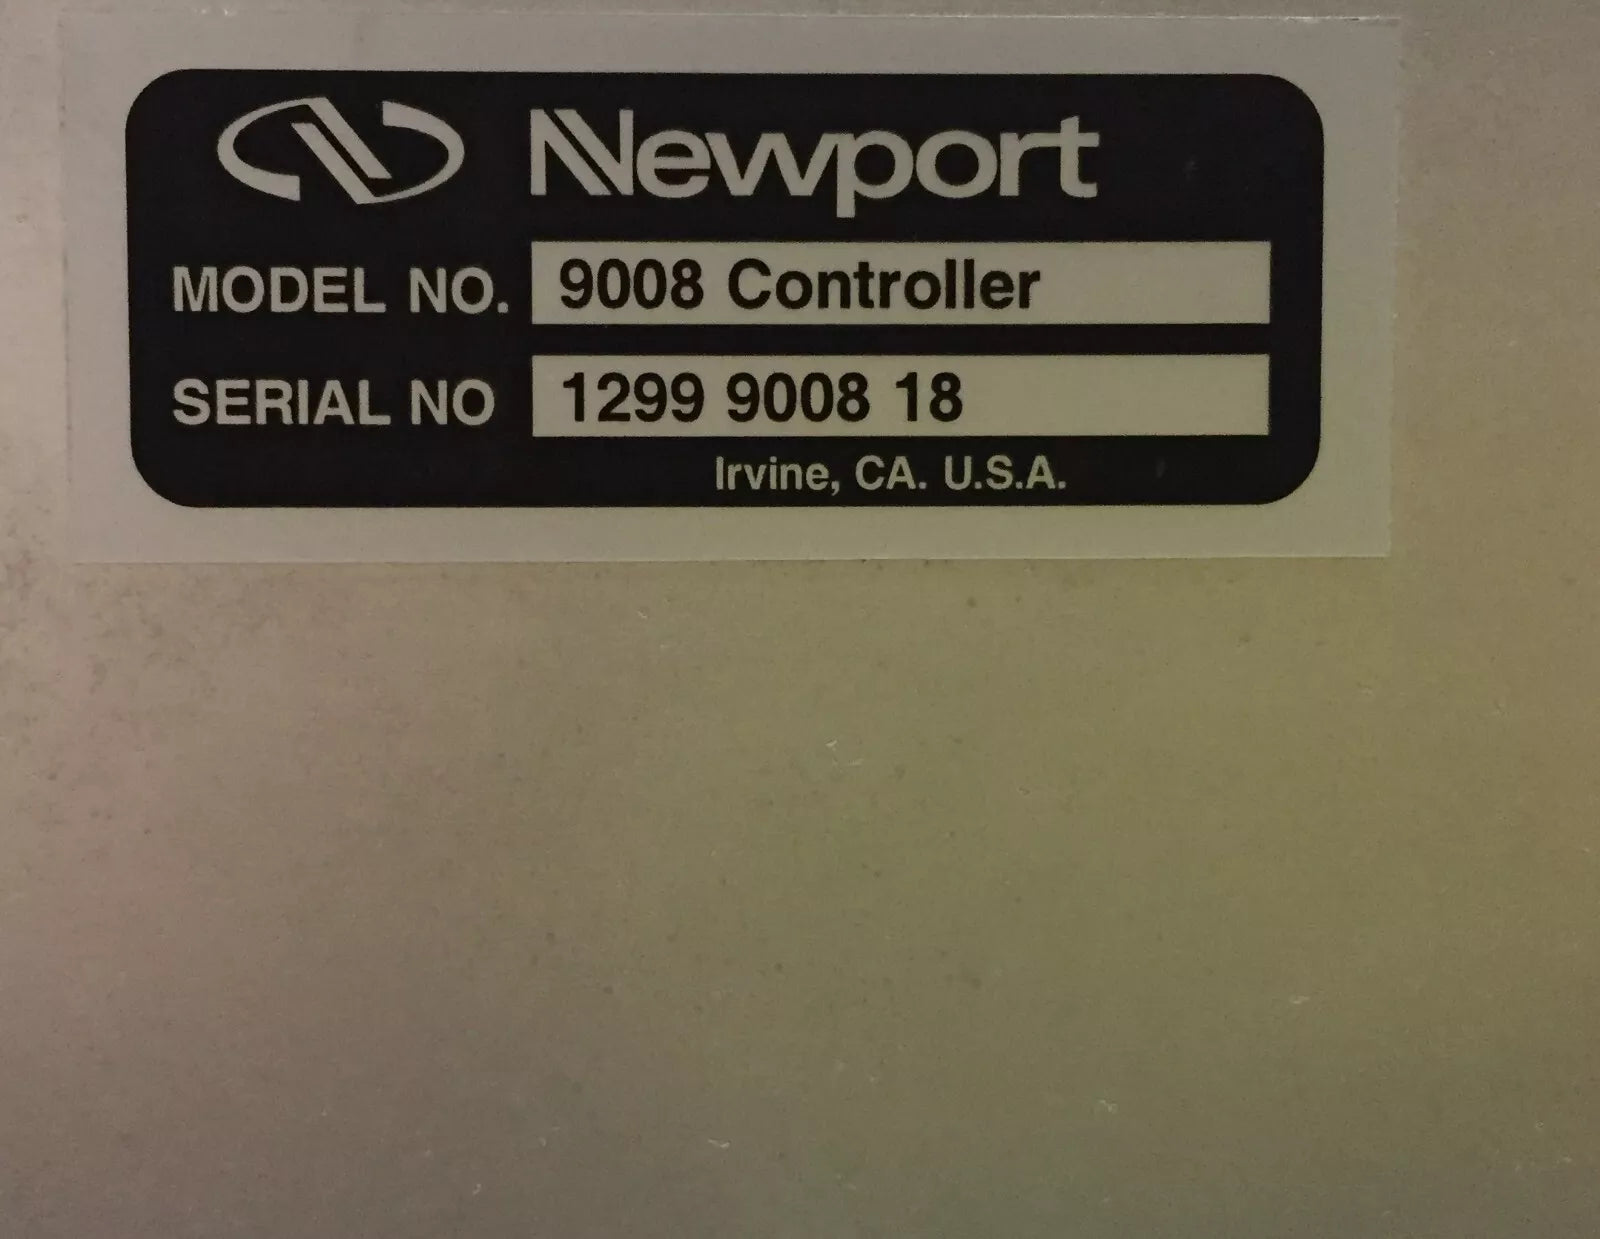 Newport
MODEL NO. 9008 Controller
SERIAL NO 1299 9008 18
Irvine, CA. U.S.A.